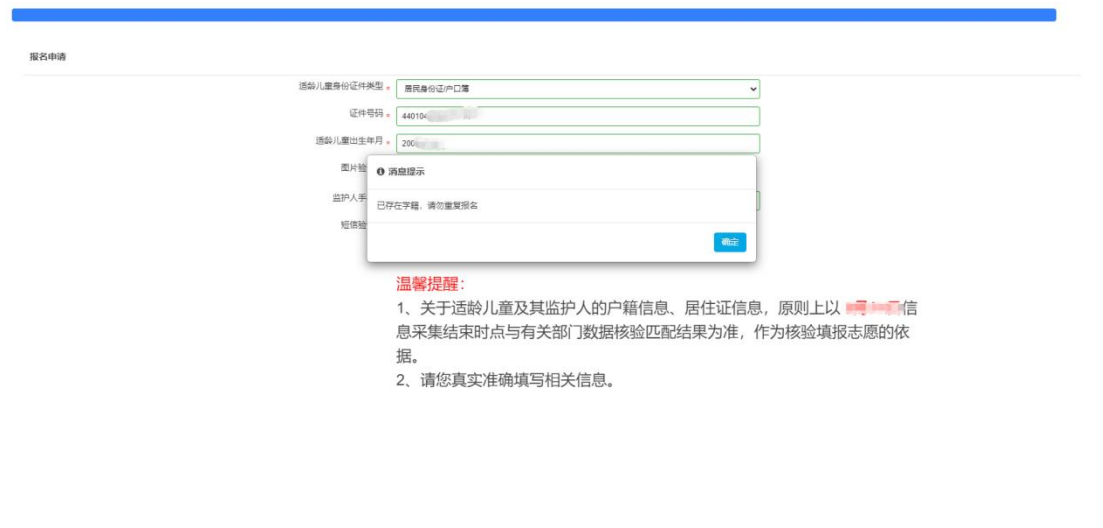 报名申请
适龄儿童身份证件类型 * 居民身份证/户口簿
证件号码 * 440104
适龄儿童出生年月 * 200
图片验
消息提示
监护人手
已存在学籍，请勿重复报名
短信验
确定
温馨提醒：
1、关于适龄儿童及其监护人的户籍信息、居住证信息，原则上以 信
息采集结束时点与有关部门数据核验匹配结果为准，作为核验填报志愿的依
据。
2、请您真实准确填写相关信息。